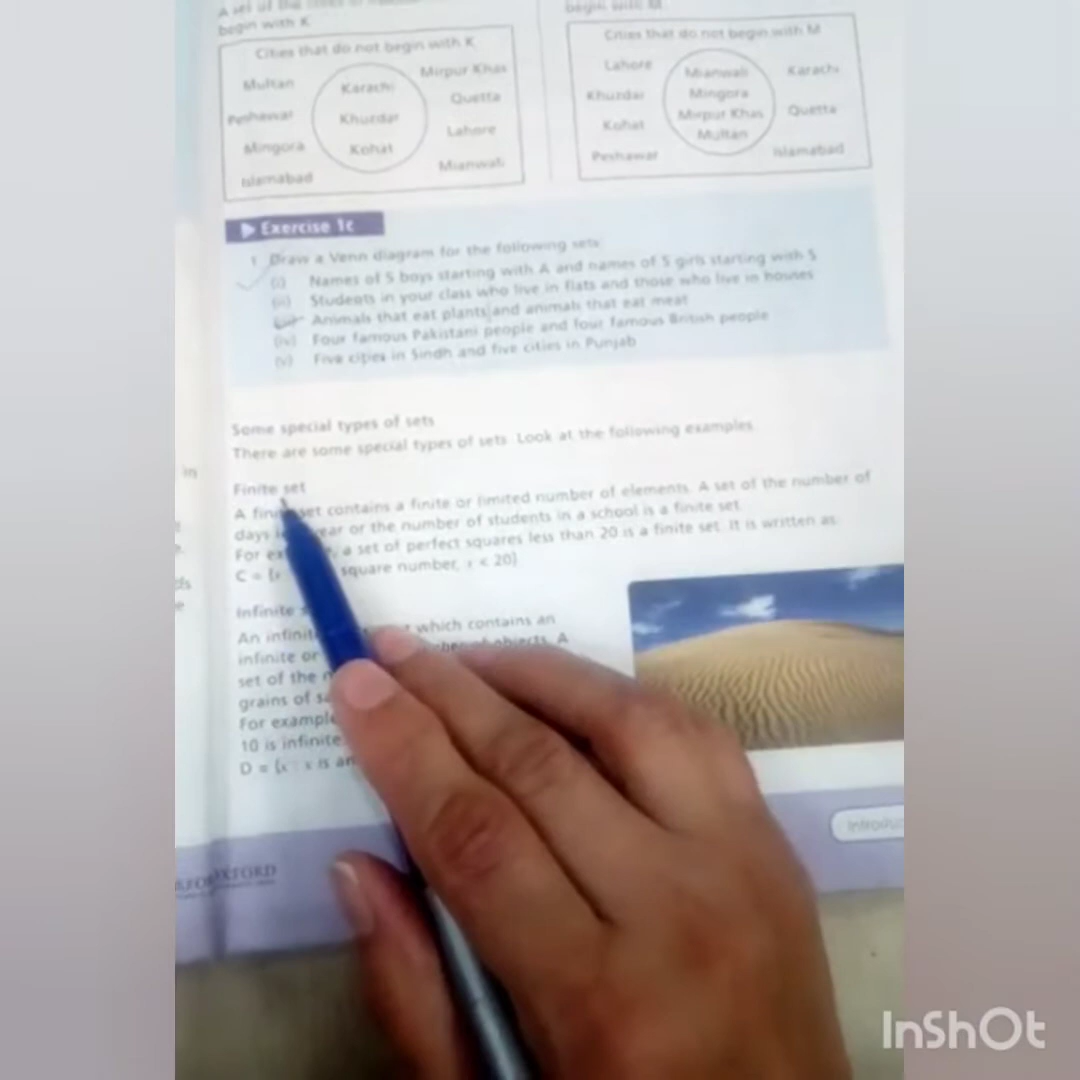 A set of the cities in
begin with K
Cities that do not begin with K
Multan
Karachi
Mirpur Khas
Peshawar
Khuzdar
Quetta
Mingora
Kohat
Lahore
Islamabad
Mianwali
begin with M
Cities that do not begin with M
Lahore
Mianwali
Karachi
Khuzdar
Mingora
Kohat
Mirpur Khas
Quetta
Peshawar
Multan
Islamabad
Exercise 1c
1 Draw a Venn diagram for the following sets
(i) Names of 5 boys starting with A and names of 5 girls starting with S
(ii) Students in your class who live in flats and those who live in houses
Animals that eat plants and animals that eat meat
(iv) Four famous Pakistani people and four famous British people
(v) Five cities in Sindh and five cities in Punjab
Some special types of sets
There are some special types of sets. Look at the following examples
Finite set
A finite set contains a finite or limited number of elements. A set of the number of
days year or the number of students in a school is a finite set
For a set of perfect squares less than 20 is a finite set. It is written as
C = {x square number, x < 20}
Infinite
An infinite which contains an
infinite or number of objects. A
set of the
grains of
For example
10 is infinite.
D = {x : x is an
in
ds
e
OXFORD
Introduc
InShOt